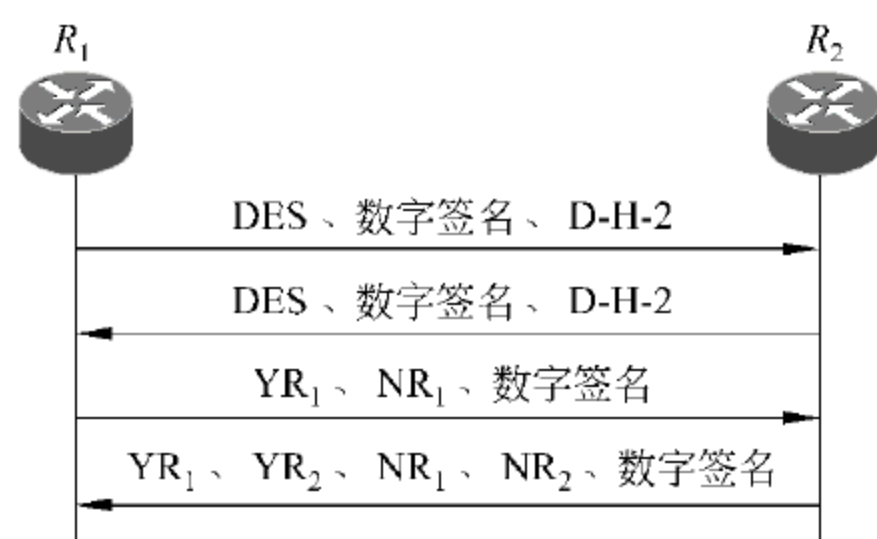 R₁ R₂
DES、数字签名、D-H-2
DES、数字签名、D-H-2
YR₁、NR₁、数字签名
YR₁、YR₂、NR₁、NR₂、数字签名